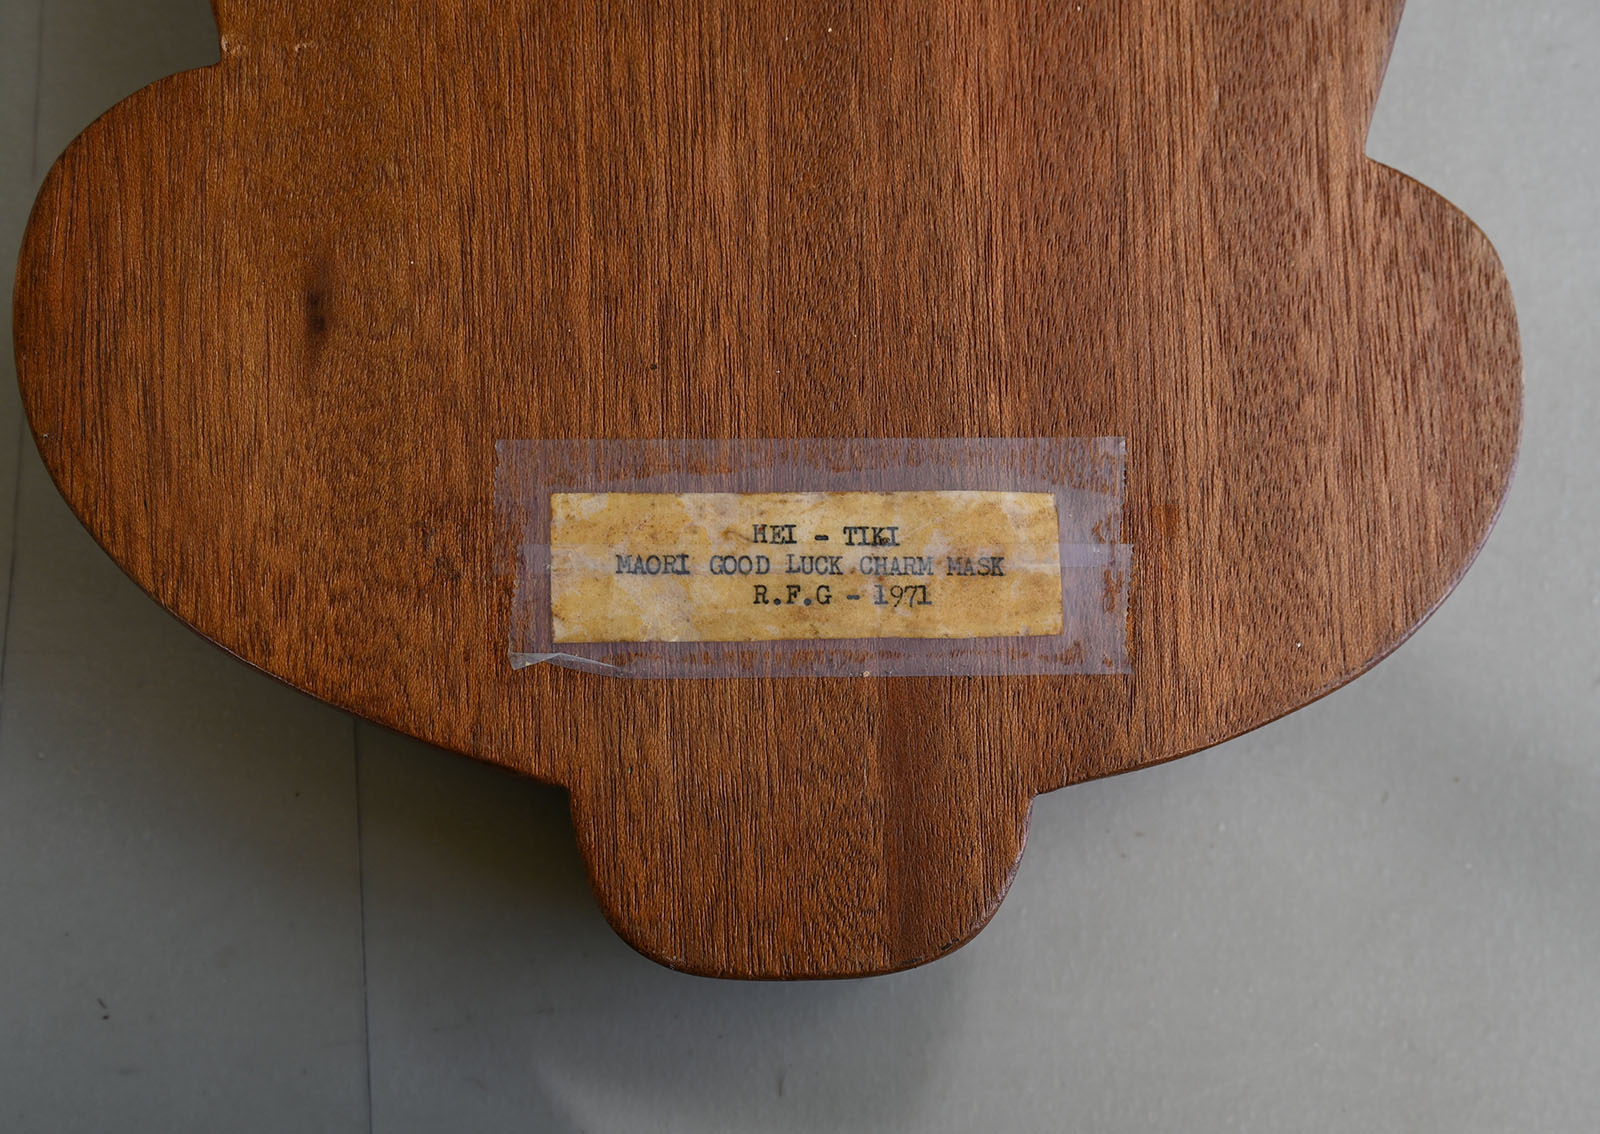 HEI - TIKI
MAORI GOOD LUCK CHARM MASK
R.F.G - 1971